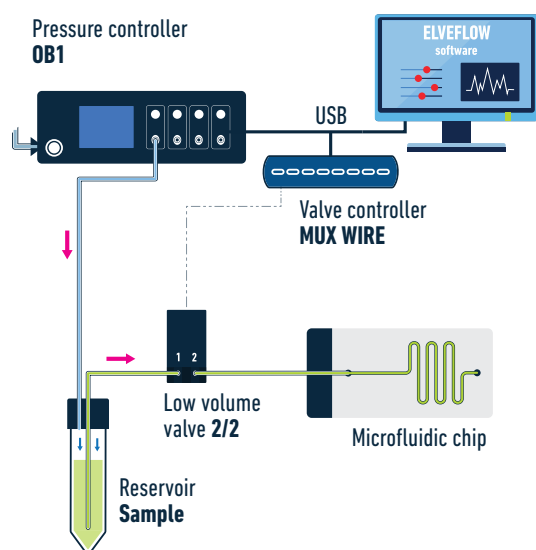 Pressure controller
OB1
ELVEFLOW
software
USB
Valve controller
MUX WIRE
1 2
Low volume
valve 2/2
Microfluidic chip
Reservoir
Sample